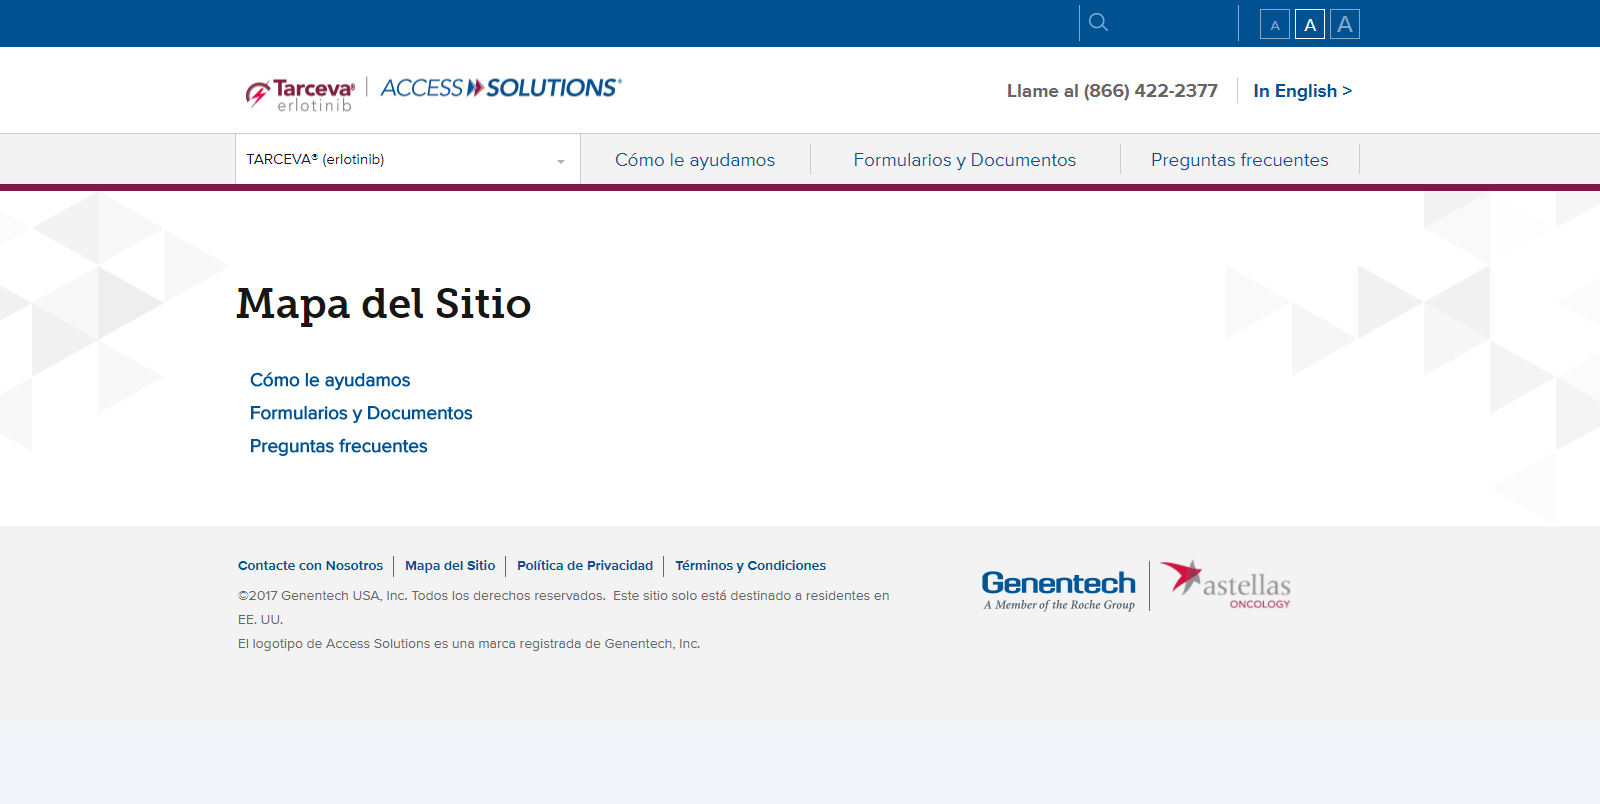 A A A
Tarceva® erlotinib | ACCESS SOLUTIONS®
Llame al (866) 422-2377
In English >
TARCEVA® (erlotinib)
Cómo le ayudamos
Formularios y Documentos
Preguntas frecuentes
Mapa del Sitio
Cómo le ayudamos
Formularios y Documentos
Preguntas frecuentes
Contacte con Nosotros | Mapa del Sitio | Política de Privacidad | Términos y Condiciones
©2017 Genentech USA, Inc. Todos los derechos reservados. Este sitio solo está destinado a residentes en
EE. UU.
El logotipo de Access Solutions es una marca registrada de Genentech, Inc.
Genentech
A Member of the Roche Group
astellas
ONCOLOGY